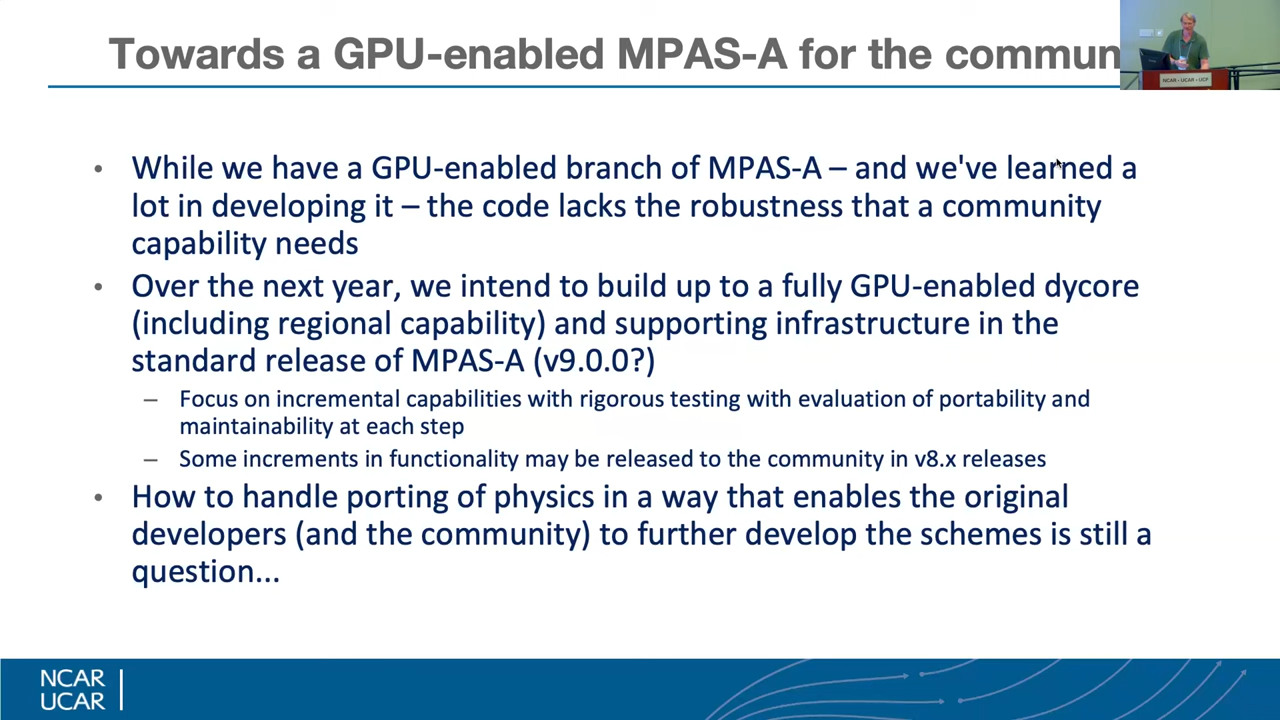 Towards a GPU-enabled MPAS-A for the commun
NCAR • UCAR • UCP
• While we have a GPU-enabled branch of MPAS-A – and we've learned a
lot in developing it – the code lacks the robustness that a community
capability needs
• Over the next year, we intend to build up to a fully GPU-enabled dycore
(including regional capability) and supporting infrastructure in the
standard release of MPAS-A (v9.0.0?)
– Focus on incremental capabilities with rigorous testing with evaluation of portability and
maintainability at each step
– Some increments in functionality may be released to the community in v8.x releases
• How to handle porting of physics in a way that enables the original
developers (and the community) to further develop the schemes is still a
question...
NCAR
UCAR